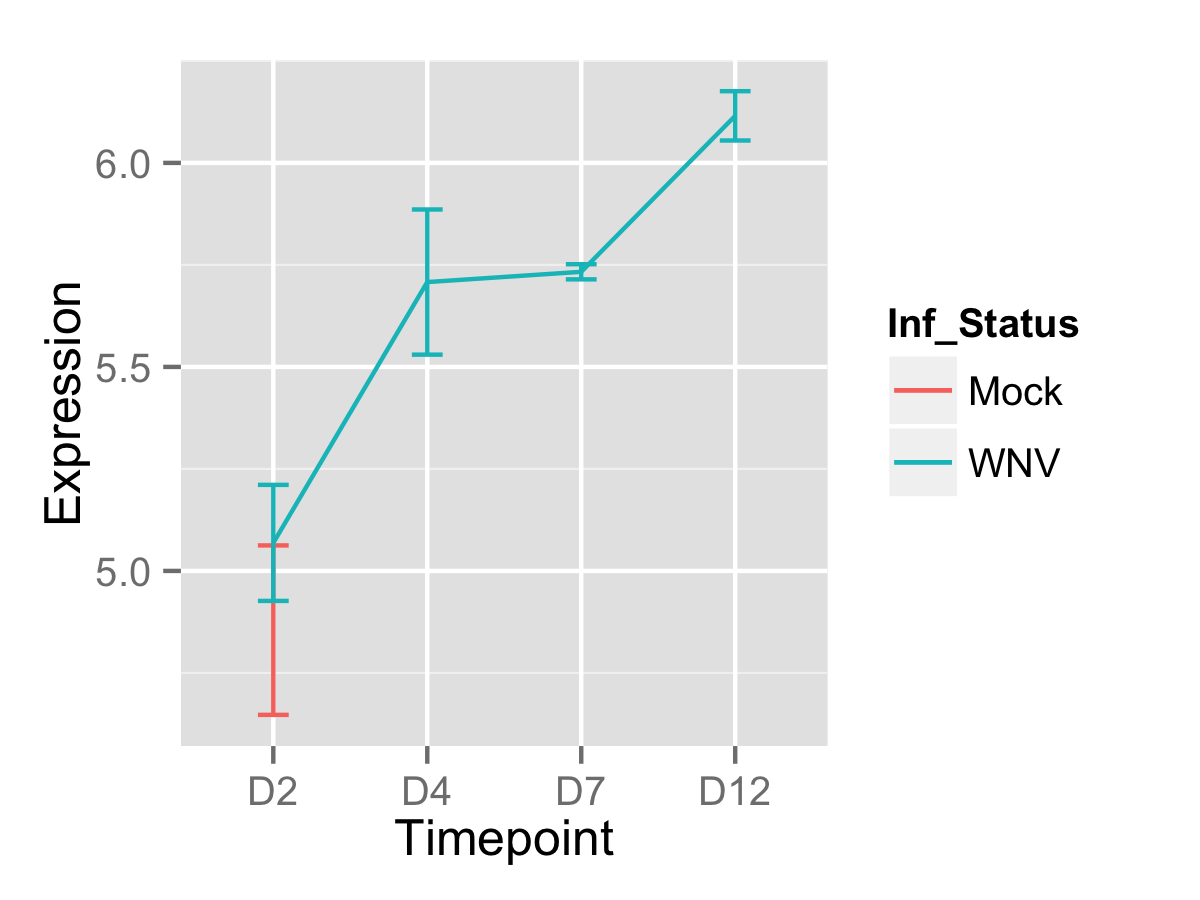 Expression
6.0
5.5
5.0
D2 D4 D7 D12
Timepoint
Inf_Status
Mock
WNV